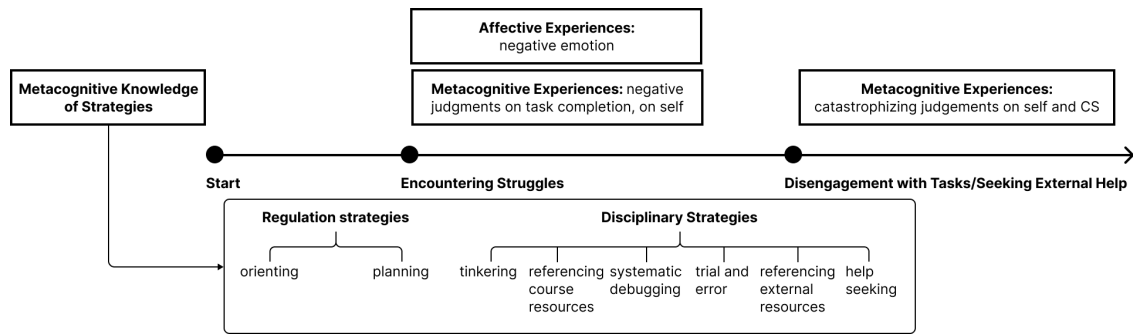 Affective Experiences:
negative emotion
Metacognitive Knowledge
of Strategies
Metacognitive Experiences: negative
judgments on task completion, on self
Metacognitive Experiences:
catastrophizing judgements on self and CS
Start
Encountering Struggles
Disengagement with Tasks/Seeking External Help
Regulation strategies
Disciplinary Strategies
orienting
planning
tinkering
referencing
course
resources
systematic
debugging
trial and
error
referencing
external
resources
help
seeking